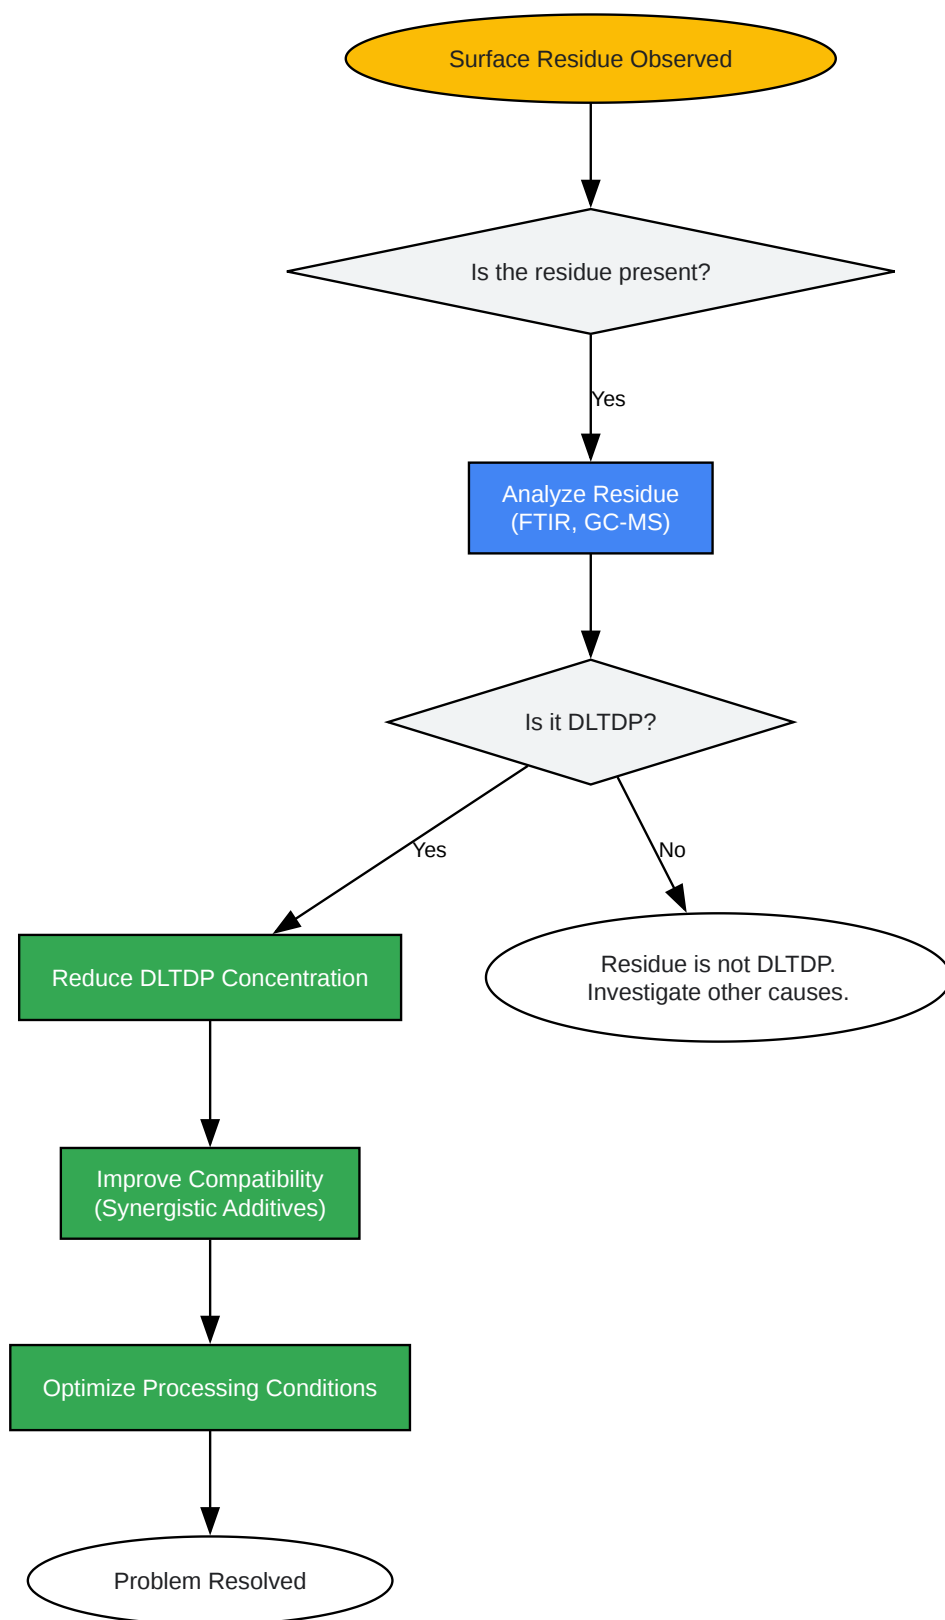 Surface Residue Observed
Is the residue present?
Yes
Analyze Residue
(FTIR, GC-MS)
Is it DLTDP?
Yes
No
Reduce DLTDP Concentration
Residue is not DLTDP.
Investigate other causes.
Improve Compatibility
(Synergistic Additives)
Optimize Processing Conditions
Problem Resolved